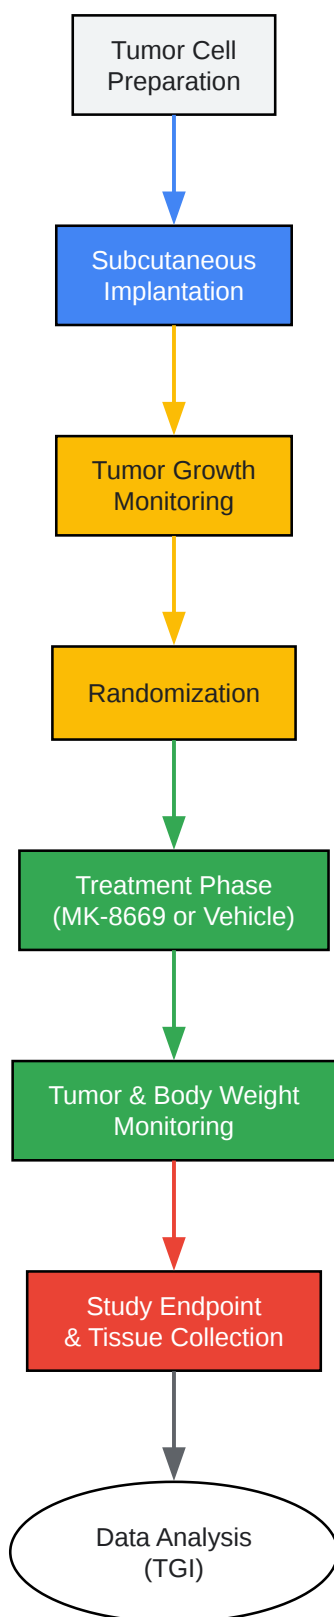 Tumor Cell
Preparation
Subcutaneous
Implantation
Tumor Growth
Monitoring
Randomization
Treatment Phase
(MK-8669 or Vehicle)
Tumor & Body Weight
Monitoring
Study Endpoint
& Tissue Collection
Data Analysis
(TGI)